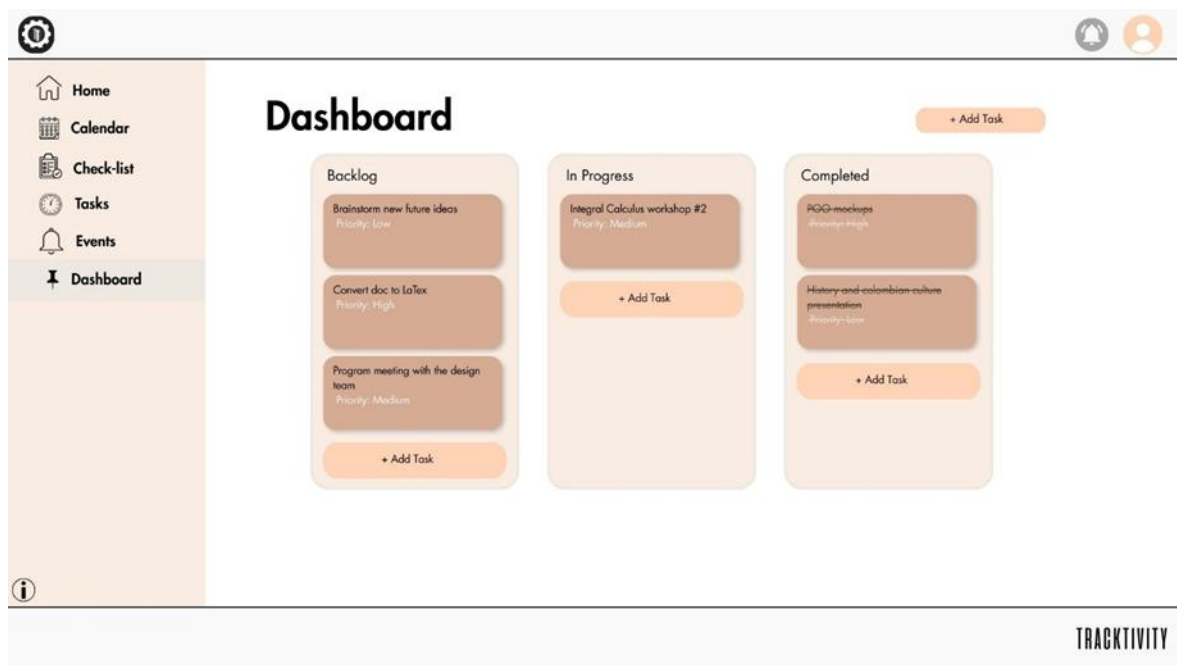 Home
Calendar
Check-list
Tasks
Events
Dashboard
Dashboard
+ Add Task
Backlog
Brainstorm new future ideas
Priority: Low
Convert doc to LaTex
Priority: High
Program meeting with the design
team
Priority: Medium
+ Add Task
In Progress
Integral Calculus workshop #2
Priority: Medium
+ Add Task
Completed
POO mockups
Priority: High
History and colombian culture
presentation
Priority: Low
+ Add Task
TRACKTIVITY